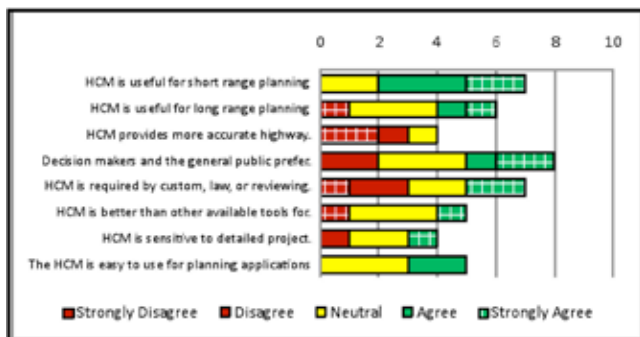 0 2 4 6 8 10
HCM is useful for short range planning
HCM is useful for long range planning
HCM provides more accurate highway.
Decision makers and the general public prefer.
HCM is required by custom, law, or reviewing.
HCM is better than other available tools for.
HCM is sensitive to detailed project.
The HCM is easy to use for planning applications
Strongly Disagree Disagree Neutral Agree Strongly Agree